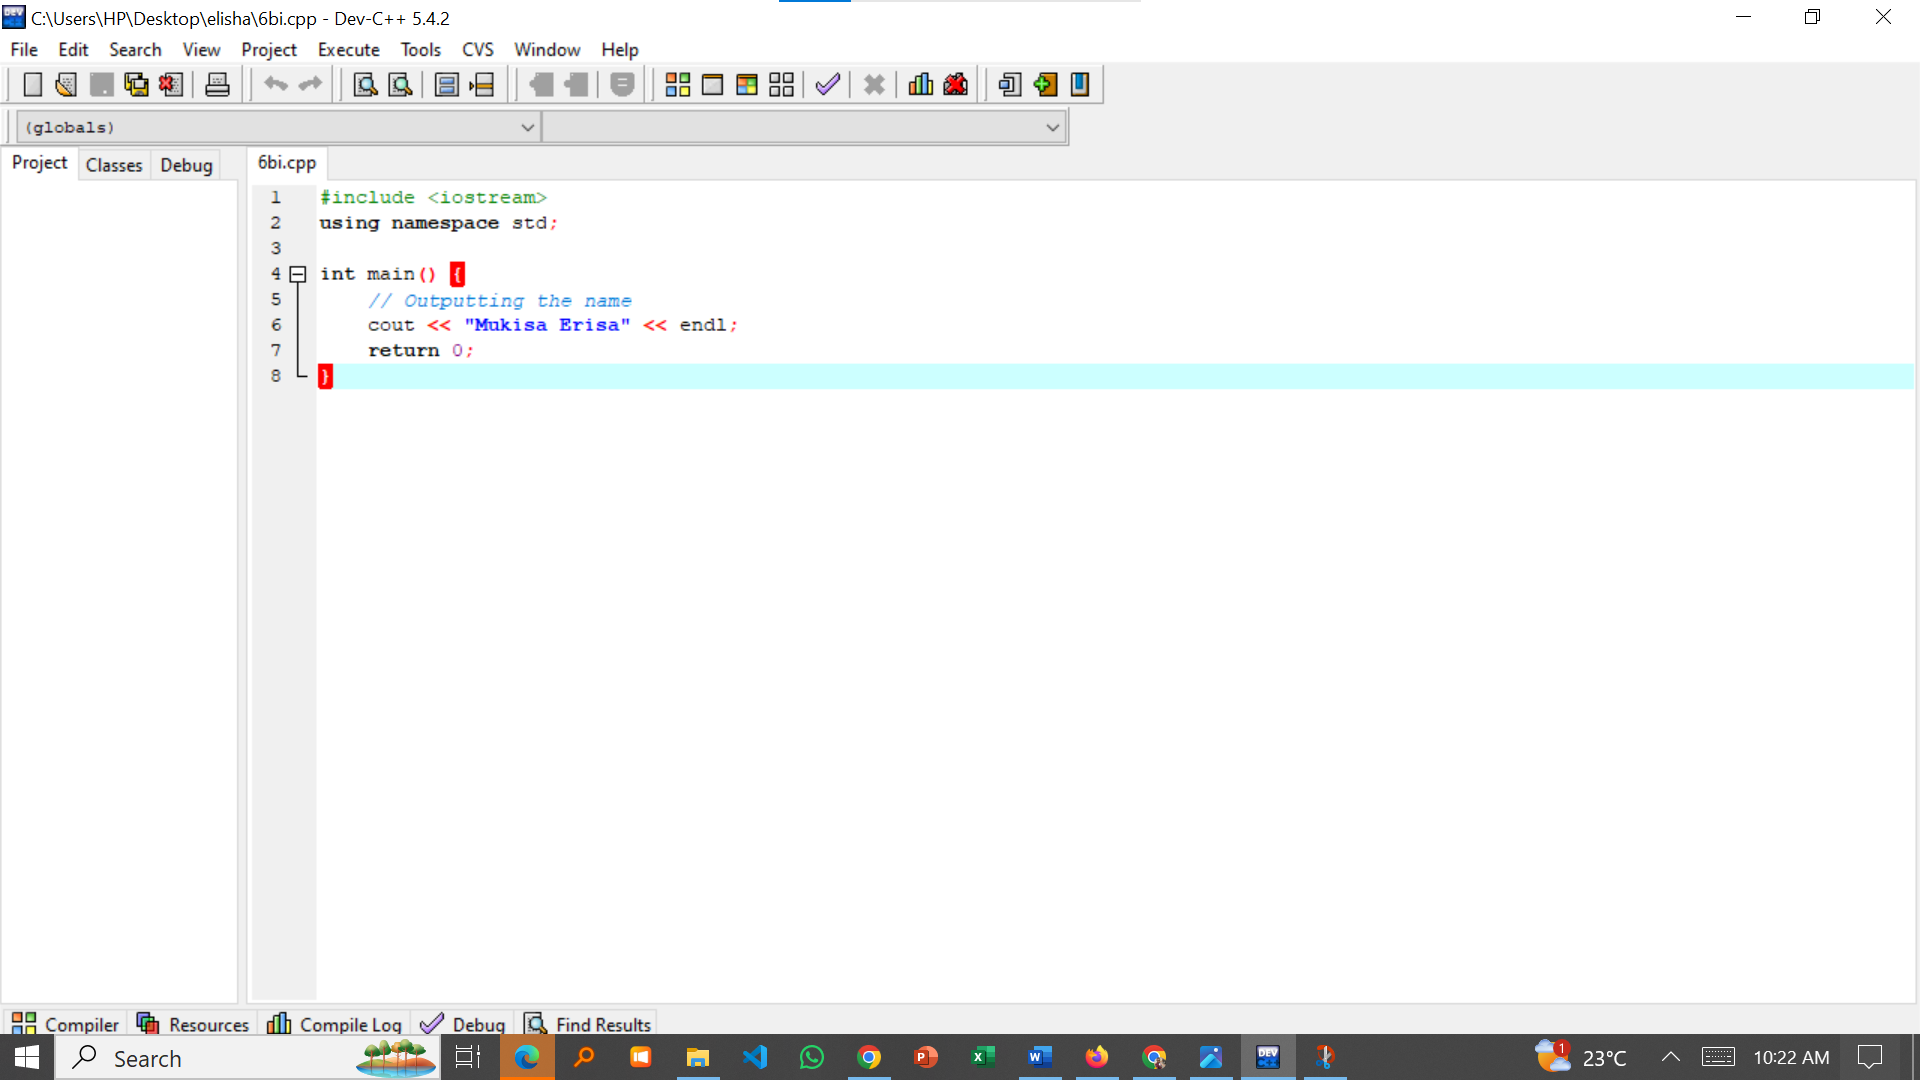 C:\Users\HP\Desktop\elisha\6bi.cpp - Dev-C++ 5.4.2
File Edit Search View Project Execute Tools CVS Window Help
(globals)
Project Classes Debug
6bi.cpp
1 #include <iostream>
2 using namespace std;
3
4 int main() {
5 // Outputting the name
6 cout << "Mukisa Erisa" << endl;
7 return 0;
8 }
Compiler Resources Compile Log Debug Find Results
Search
1 23°C 10:22 AM